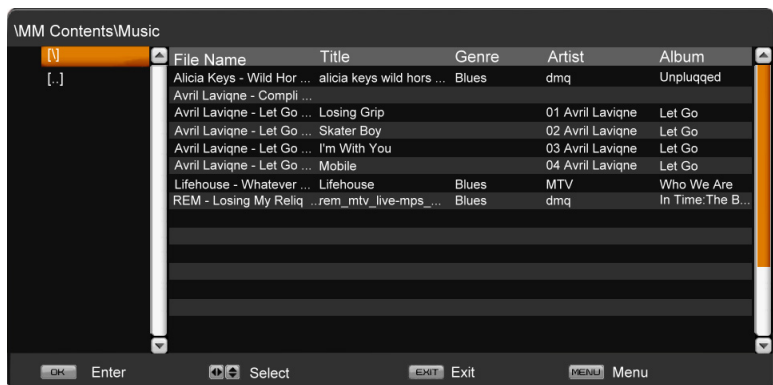 \MM Contents\Music
[\]
[..]
File Name Title Genre Artist Album
Alicia Keys - Wild Hor ... alicia keys wild hors ... Blues dmq Unpluqqed
Avril Laviqne - Compli ...
Avril Laviqne - Let Go ... Losing Grip 01 Avril Laviqne Let Go
Avril Laviqne - Let Go ... Skater Boy 02 Avril Laviqne Let Go
Avril Laviqne - Let Go ... I'm With You 03 Avril Laviqne Let Go
Avril Laviqne - Let Go ... Mobile 04 Avril Laviqne Let Go
Lifehouse - Whatever ... Lifehouse Blues MTV Who We Are
REM - Losing My Reliq ...rem_mtv_live-mps_... Blues dmq In Time:The B...
OK Enter Select EXIT Exit MENU Menu